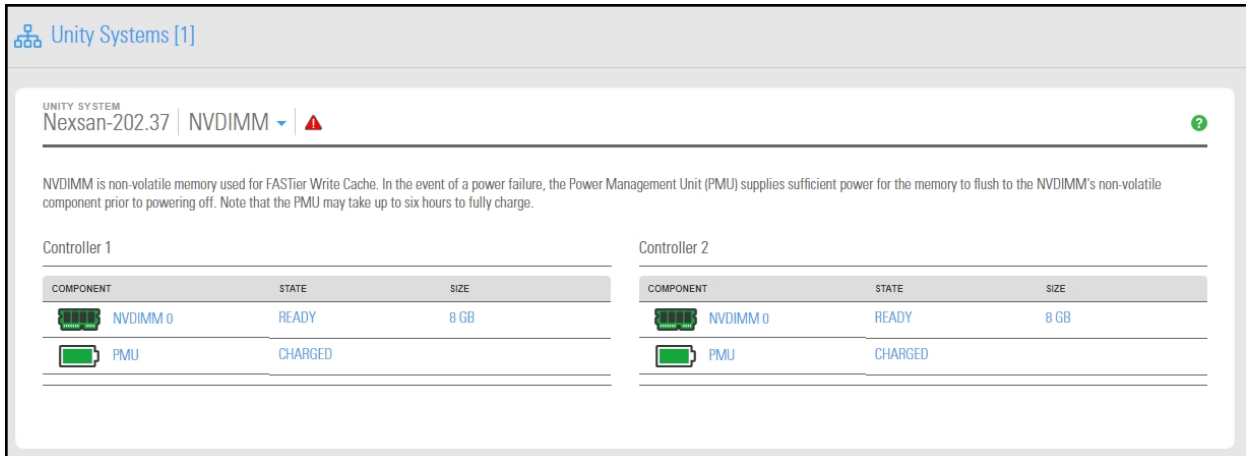 Unity Systems [1]
UNITY SYSTEM
Nexsan-202.37 NVDIMM
NVDIMM is non-volatile memory used for FASTier Write Cache. In the event of a power failure, the Power Management Unit (PMU) supplies sufficient power for the memory to flush to the NVDIMM's non-volatile
component prior to powering off. Note that the PMU may take up to six hours to fully charge.
Controller 1
COMPONENT STATE SIZE
NVDIMM 0 READY 8 GB
PMU CHARGED
Controller 2
COMPONENT STATE SIZE
NVDIMM 0 READY 8 GB
PMU CHARGED